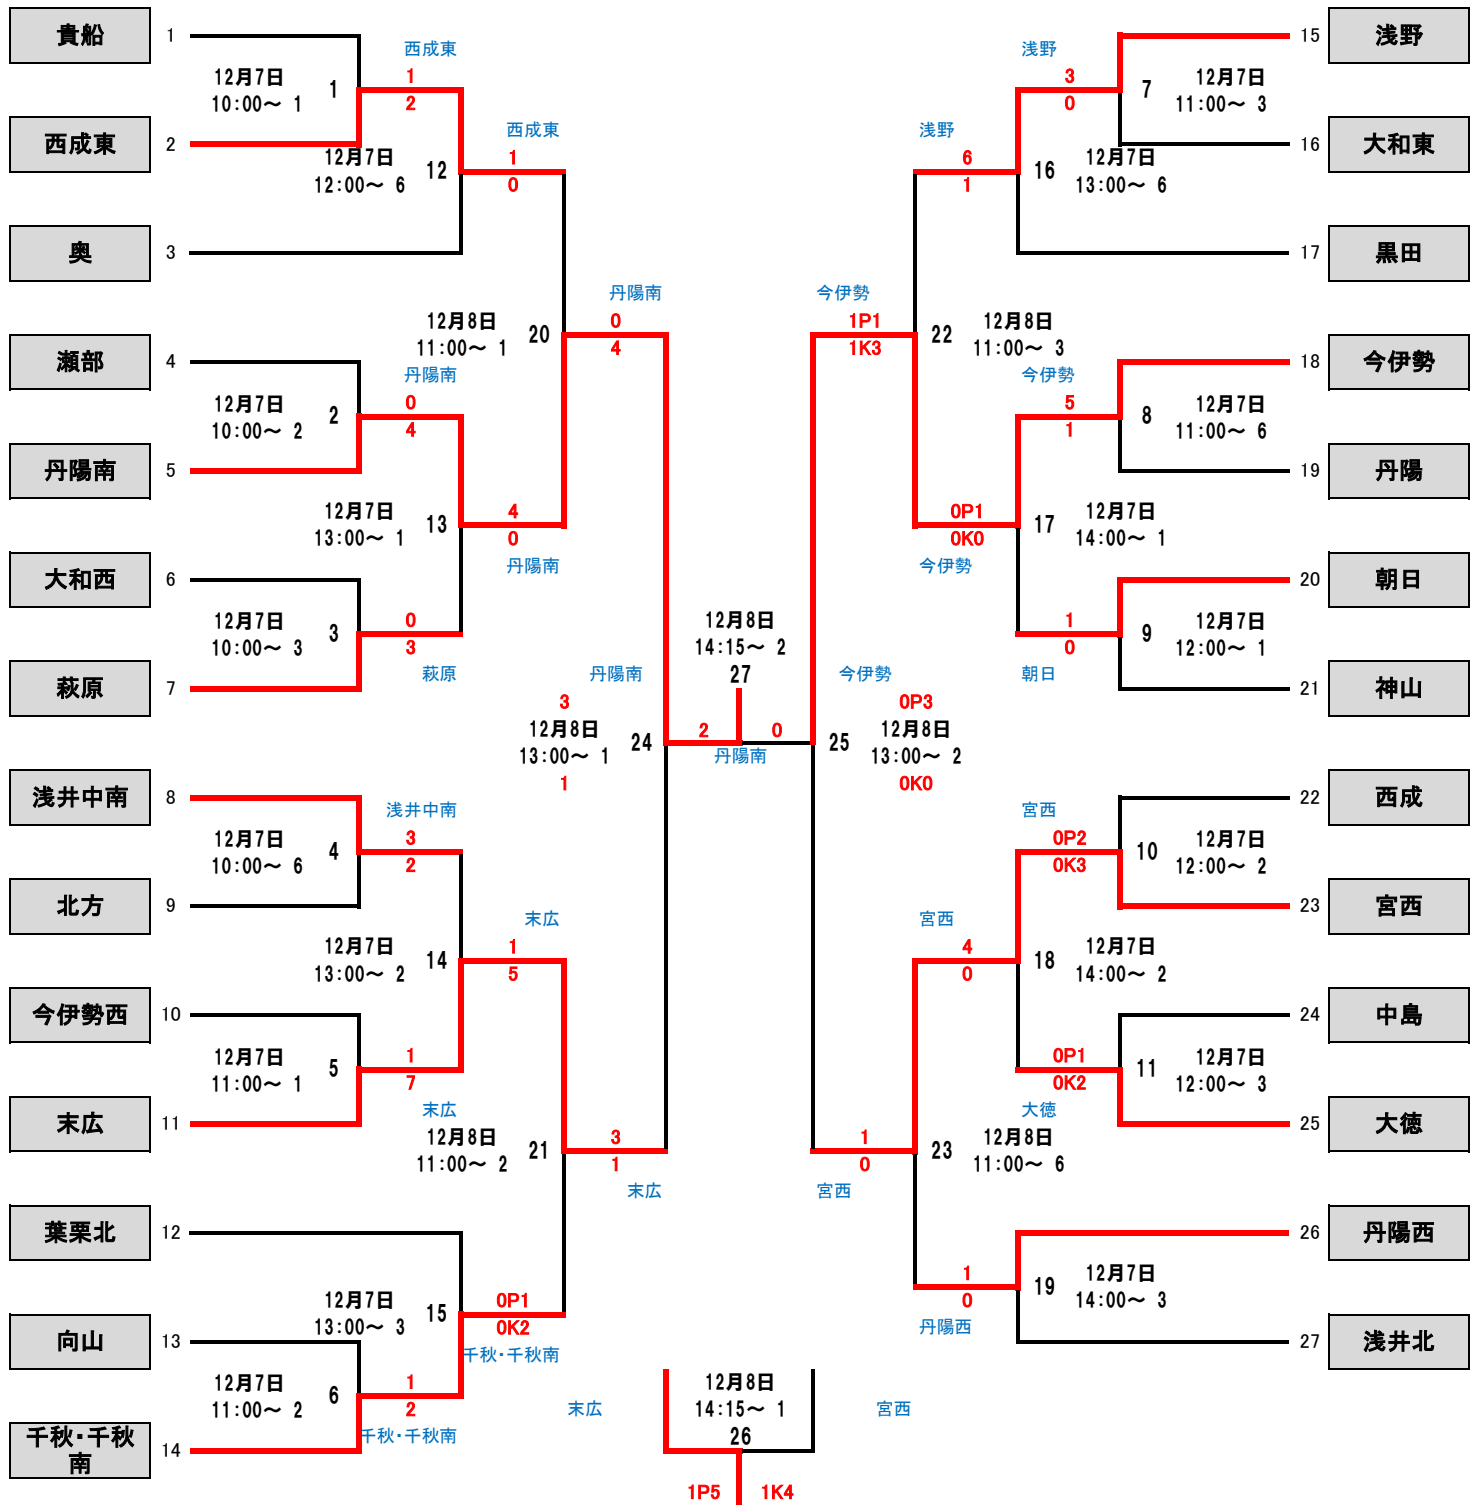 貴船 1
西成東
1
2
12月7日
10:00～ 1
1
西成東 2
西成東
1
0
12月7日
12:00～ 6
12
奥 3
丹陽南
0
4
12月8日
11:00～ 1
20
瀬部 4
丹陽南
0
4
12月7日
10:00～ 2
2
丹陽南 5
12月7日
13:00～ 1
13
4
0
丹陽南
大和西 6
12月7日
10:00～ 3
3
0
3
萩原
萩原 7
丹陽南
3
12月8日
13:00～ 1
24
1
浅井中南 8
浅井中南
3
2
12月7日
10:00～ 6
4
北方 9
末広
1
5
12月7日
13:00～ 2
14
今伊勢西 10
12月7日
11:00～ 1
5
1
7
末広
末広 11
12月8日
11:00～ 2
21
3
1
末広
葉栗北 12
12月7日
13:00～ 3
15
0P1
0K2
千秋・千秋南
向山 13
12月7日
11:00～ 2
6
1
2
千秋・千秋南
千秋・千秋
南
14
12月8日
14:15～ 2
27
2
0
丹陽南
12月8日
14:15～ 1
26
末広
宮西
1P5
1K4
15 浅野
浅野
3
0
7
12月7日
11:00～ 3
16 大和東
浅野
6
1
16
12月7日
13:00～ 6
17 黒田
今伊勢
1P1
1K3
22
12月8日
11:00～ 3
18 今伊勢
今伊勢
5
1
8
12月7日
11:00～ 6
19 丹陽
0P1
0K0
今伊勢
17
12月7日
14:00～ 1
20 朝日
1
0
朝日
9
12月7日
12:00～ 1
21 神山
今伊勢
0P3
25
12月8日
13:00～ 2
0K0
22 西成
宮西
0P2
0K3
10
12月7日
12:00～ 2
23 宮西
宮西
4
0
18
12月7日
14:00～ 2
24 中島
0P1
0K2
大徳
11
12月7日
12:00～ 3
25 大徳
1
0
宮西
23
12月8日
11:00～ 6
26 丹陽西
1
0
丹陽西
19
12月7日
14:00～ 3
27 浅井北